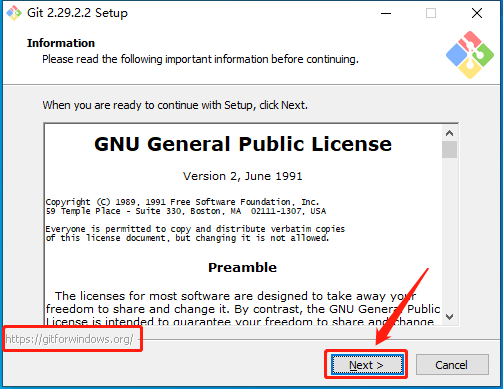 Git 2.29.2.2 Setup
Information
Please read the following important information before continuing.
When you are ready to continue with Setup, click Next.
GNU General Public License
Version 2, June 1991
Copyright (C) 1989, 1991 Free Software Foundation, Inc.
59 Temple Place - Suite 330, Boston, MA  02111-1307, USA
Everyone is permitted to copy and distribute verbatim copies
of this license document, but changing it is not allowed.
Preamble
The licenses for most software are designed to take away your
freedom to share and change it. By contrast, the GNU General Public
License is intended to guarantee your freedom to share and change
https://gitforwindows.org/
Next >
Cancel